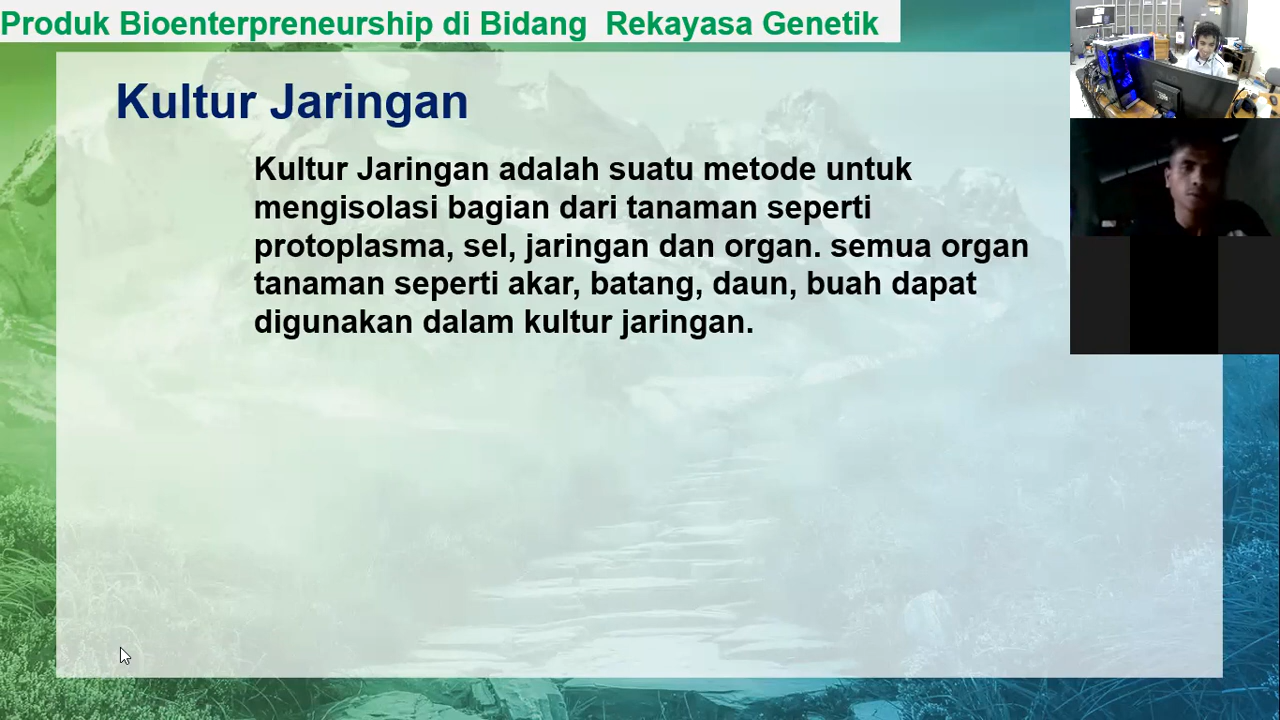 Produk Bioenterpreneurship di Bidang Rekayasa Genetik
Kultur Jaringan
Kultur Jaringan adalah suatu metode untuk
mengisolasi bagian dari tanaman seperti
protoplasma, sel, jaringan dan organ. semua organ
tanaman seperti akar, batang, daun, buah dapat
digunakan dalam kultur jaringan.